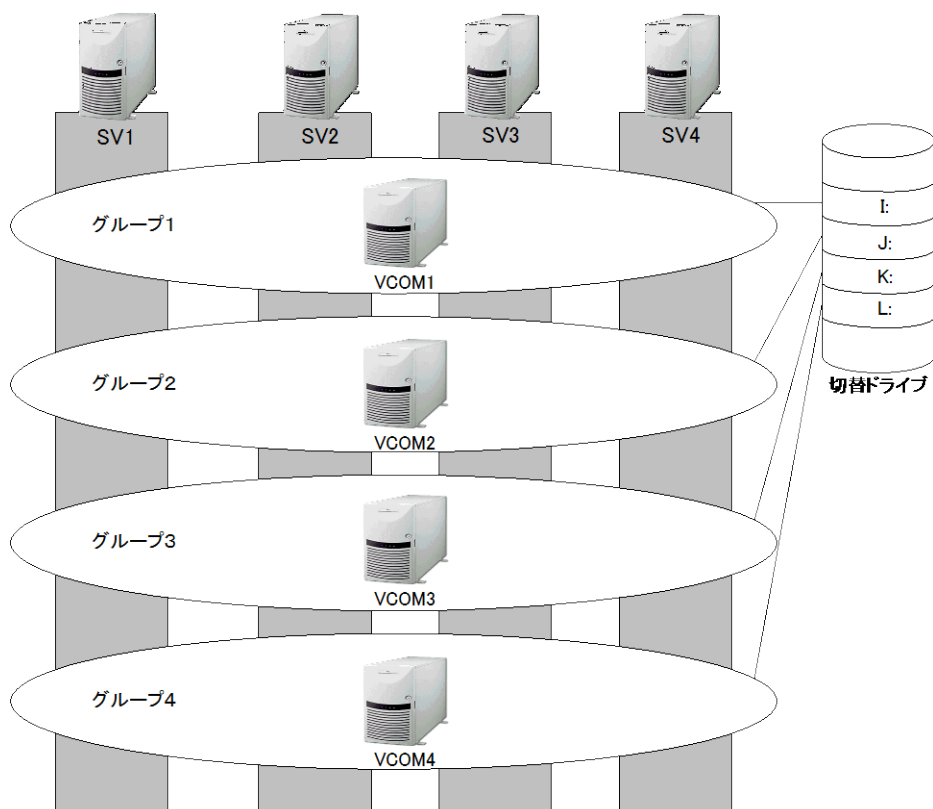 SV1
SV2
SV3
SV4
グループ1
VCOM1
グループ2
VCOM2
グループ3
VCOM3
グループ4
VCOM4
I:
J:
K:
L:
切替ドライブ